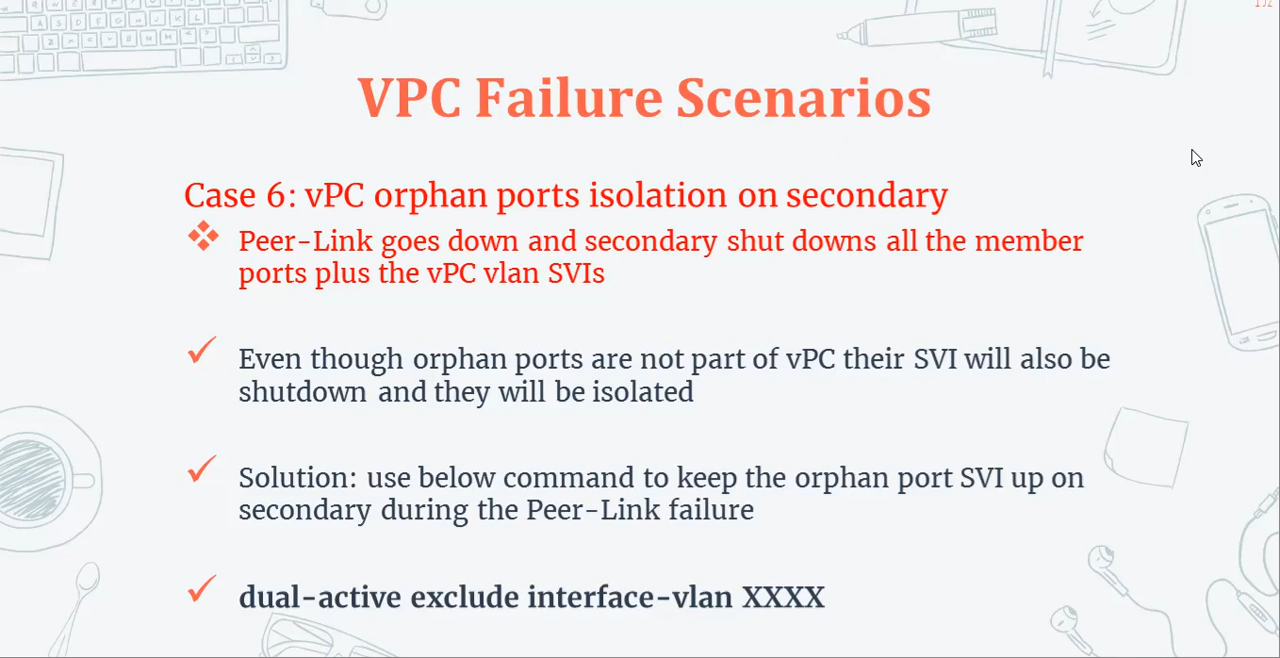 VPC Failure Scenarios
Case 6: vPC orphan ports isolation on secondary
Peer-Link goes down and secondary shut downs all the member
ports plus the vPC vlan SVIs
Even though orphan ports are not part of vPC their SVI will also be
shutdown and they will be isolated
Solution: use below command to keep the orphan port SVI up on
secondary during the Peer-Link failure
dual-active exclude interface-vlan XXXX